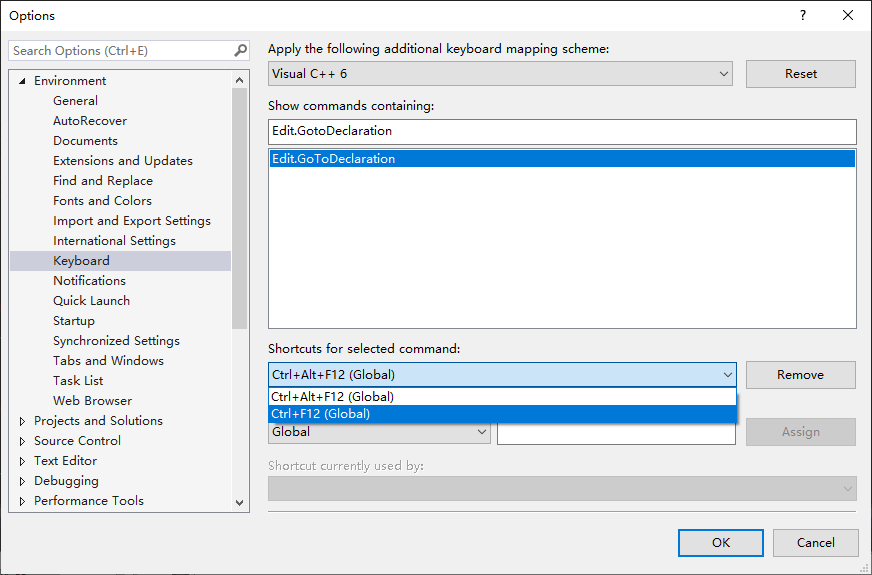 Options
?
Search Options (Ctrl+E)
Environment
General
AutoRecover
Documents
Extensions and Updates
Find and Replace
Fonts and Colors
Import and Export Settings
International Settings
Keyboard
Notifications
Quick Launch
Startup
Synchronized Settings
Tabs and Windows
Task List
Web Browser
Projects and Solutions
Source Control
Text Editor
Debugging
Performance Tools
Apply the following additional keyboard mapping scheme:
Visual C++ 6
Reset
Show commands containing:
Edit.GotoDeclaration
Edit.GoToDeclaration
Shortcuts for selected command:
Ctrl+Alt+F12 (Global)
Remove
Ctrl+Alt+F12 (Global)
Ctrl+F12 (Global)
Global
Assign
Shortcut currently used by:
OK
Cancel